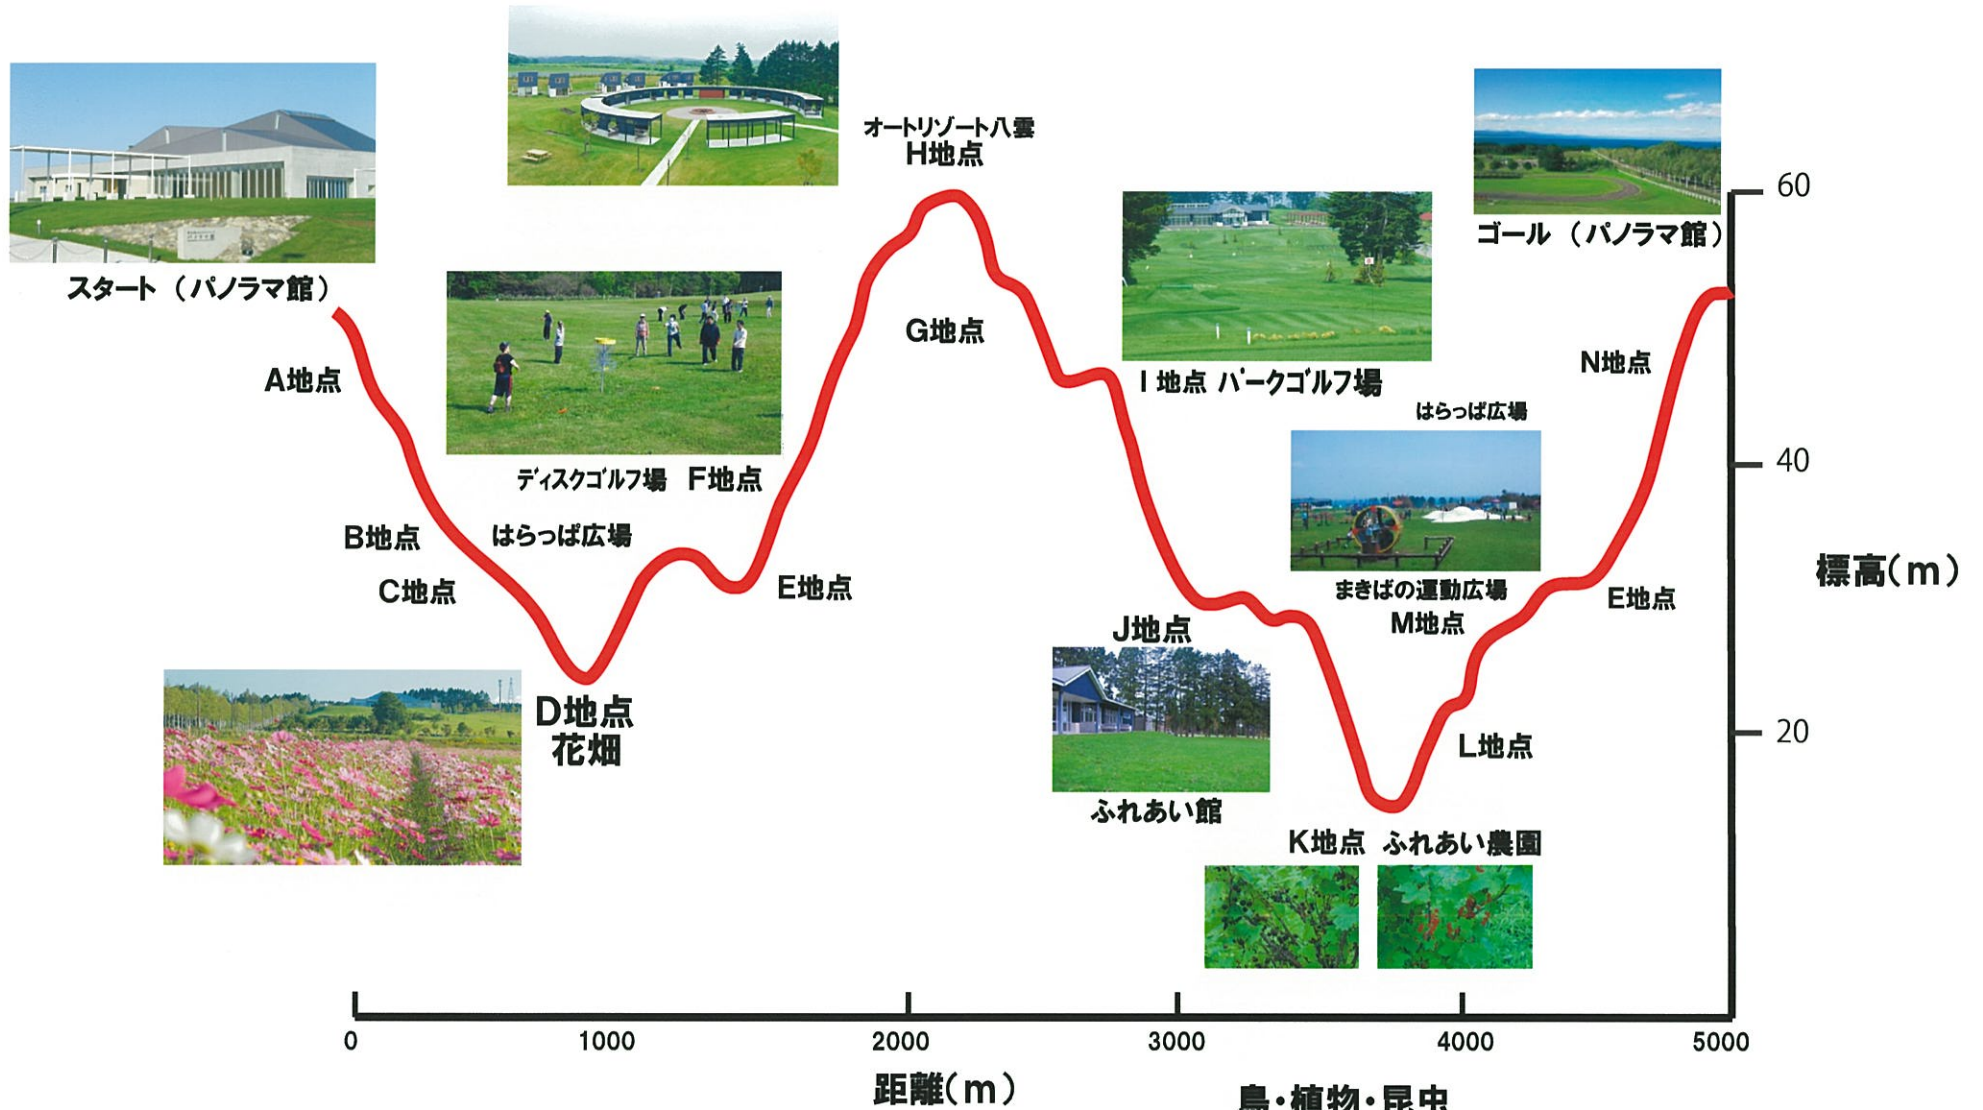 オートリゾート八雲
H地点
スタート（パノラマ館）
ゴール（パノラマ館）
60
G地点
A地点
I地点 パークゴルフ場
N地点
はらっぱ広場
ディスクゴルフ場 F地点
40
B地点
はらっぱ広場
C地点
E地点
まきばの運動広場
M地点
E地点
標高(m)
J地点
D地点
花畑
L地点
20
ふれあい館
K地点 ふれあい農園
0
1000
2000
3000
4000
5000
距離(m)
鳥・植物・昆虫